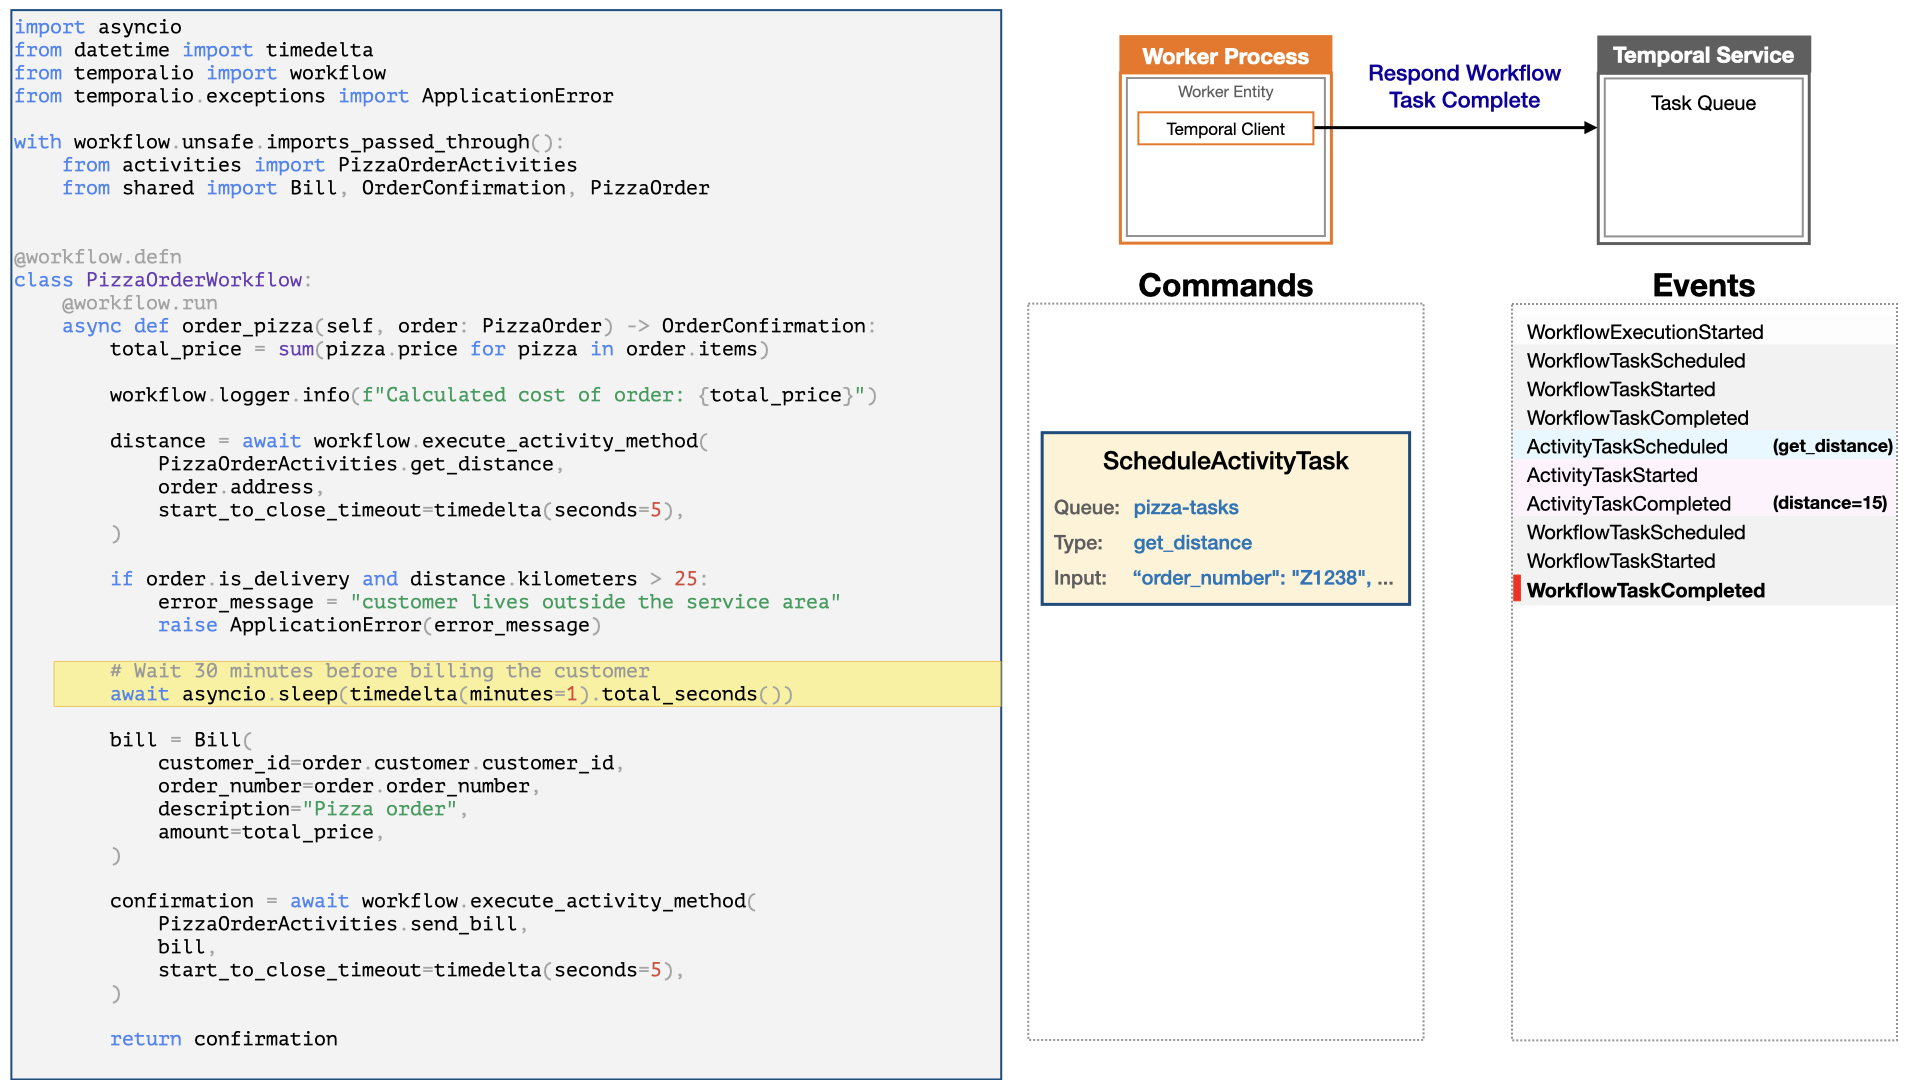 import asyncio
from datetime import timedelta
from temporalio import workflow
from temporalio.exceptions import ApplicationError

with workflow.unsafe.imports_passed_through():
    from activities import PizzaOrderActivities
    from shared import Bill, OrderConfirmation, PizzaOrder

@workflow.defn
class PizzaOrderWorkflow:
    @workflow.run
    async def order_pizza(self, order: PizzaOrder) -> OrderConfirmation:
        total_price = sum(pizza.price for pizza in order.items)

        workflow.logger.info(f"Calculated cost of order: {total_price}")

        distance = await workflow.execute_activity_method(
            PizzaOrderActivities.get_distance,
            order.address,
            start_to_close_timeout=timedelta(seconds=5),
        )

        if order.is_delivery and distance.kilometers > 25:
            error_message = "customer lives outside the service area"
            raise ApplicationError(error_message)

        # Wait 30 minutes before billing the customer
        await asyncio.sleep(timedelta(minutes=1).total_seconds())

        bill = Bill(
            customer_id=order.customer.customer_id,
            order_number=order.order_number,
            description="Pizza order",
            amount=total_price,
        )

        confirmation = await workflow.execute_activity_method(
            PizzaOrderActivities.send_bill,
            bill,
            start_to_close_timeout=timedelta(seconds=5),
        )

        return confirmation
Worker Process
Worker Entity
Temporal Client
Respond Workflow
Task Complete
Temporal Service
Task Queue
Commands
ScheduleActivityTask
Queue: pizza-tasks
Type: get_distance
Input: “order_number": "Z1238", ...
Events
WorkflowExecutionStarted
WorkflowTaskScheduled
WorkflowTaskStarted
WorkflowTaskCompleted
ActivityTaskScheduled (get_distance)
ActivityTaskStarted
ActivityTaskCompleted (distance=15)
WorkflowTaskScheduled
WorkflowTaskStarted
WorkflowTaskCompleted